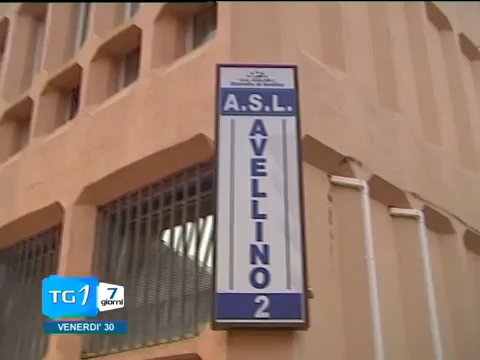 A.S.L.
AVELLINO
2
TG1 7
giorni
VENERDI' 30